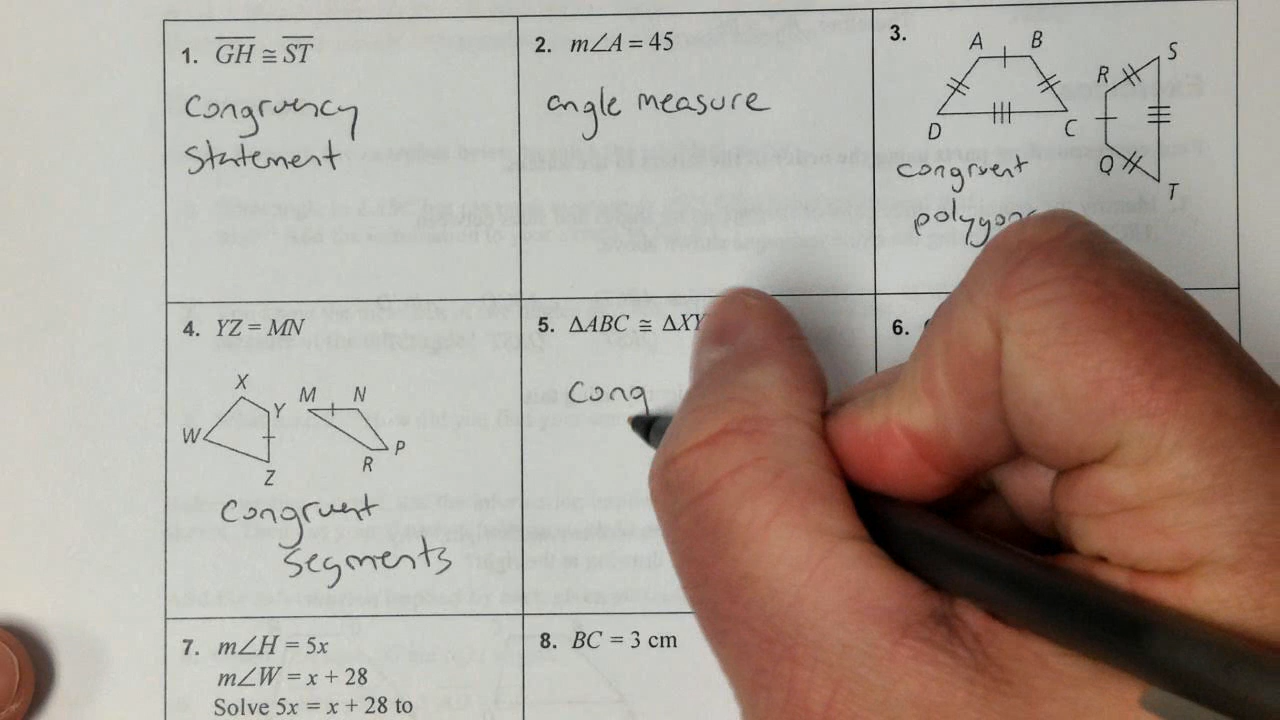 1. GH ≅ ST
Congruency
Statement
2. m∠A = 45
angle measure
3.
A B
D C
R S
Q T
congruent
polygons
4. YZ = MN
X
Y
W
Z
M N
P
R
congruent
segments
5. ΔABC ≅ ΔXY
Cong
6.
7. m∠H = 5x
m∠W = x + 28
Solve 5x = x + 28 to
8. BC = 3 cm